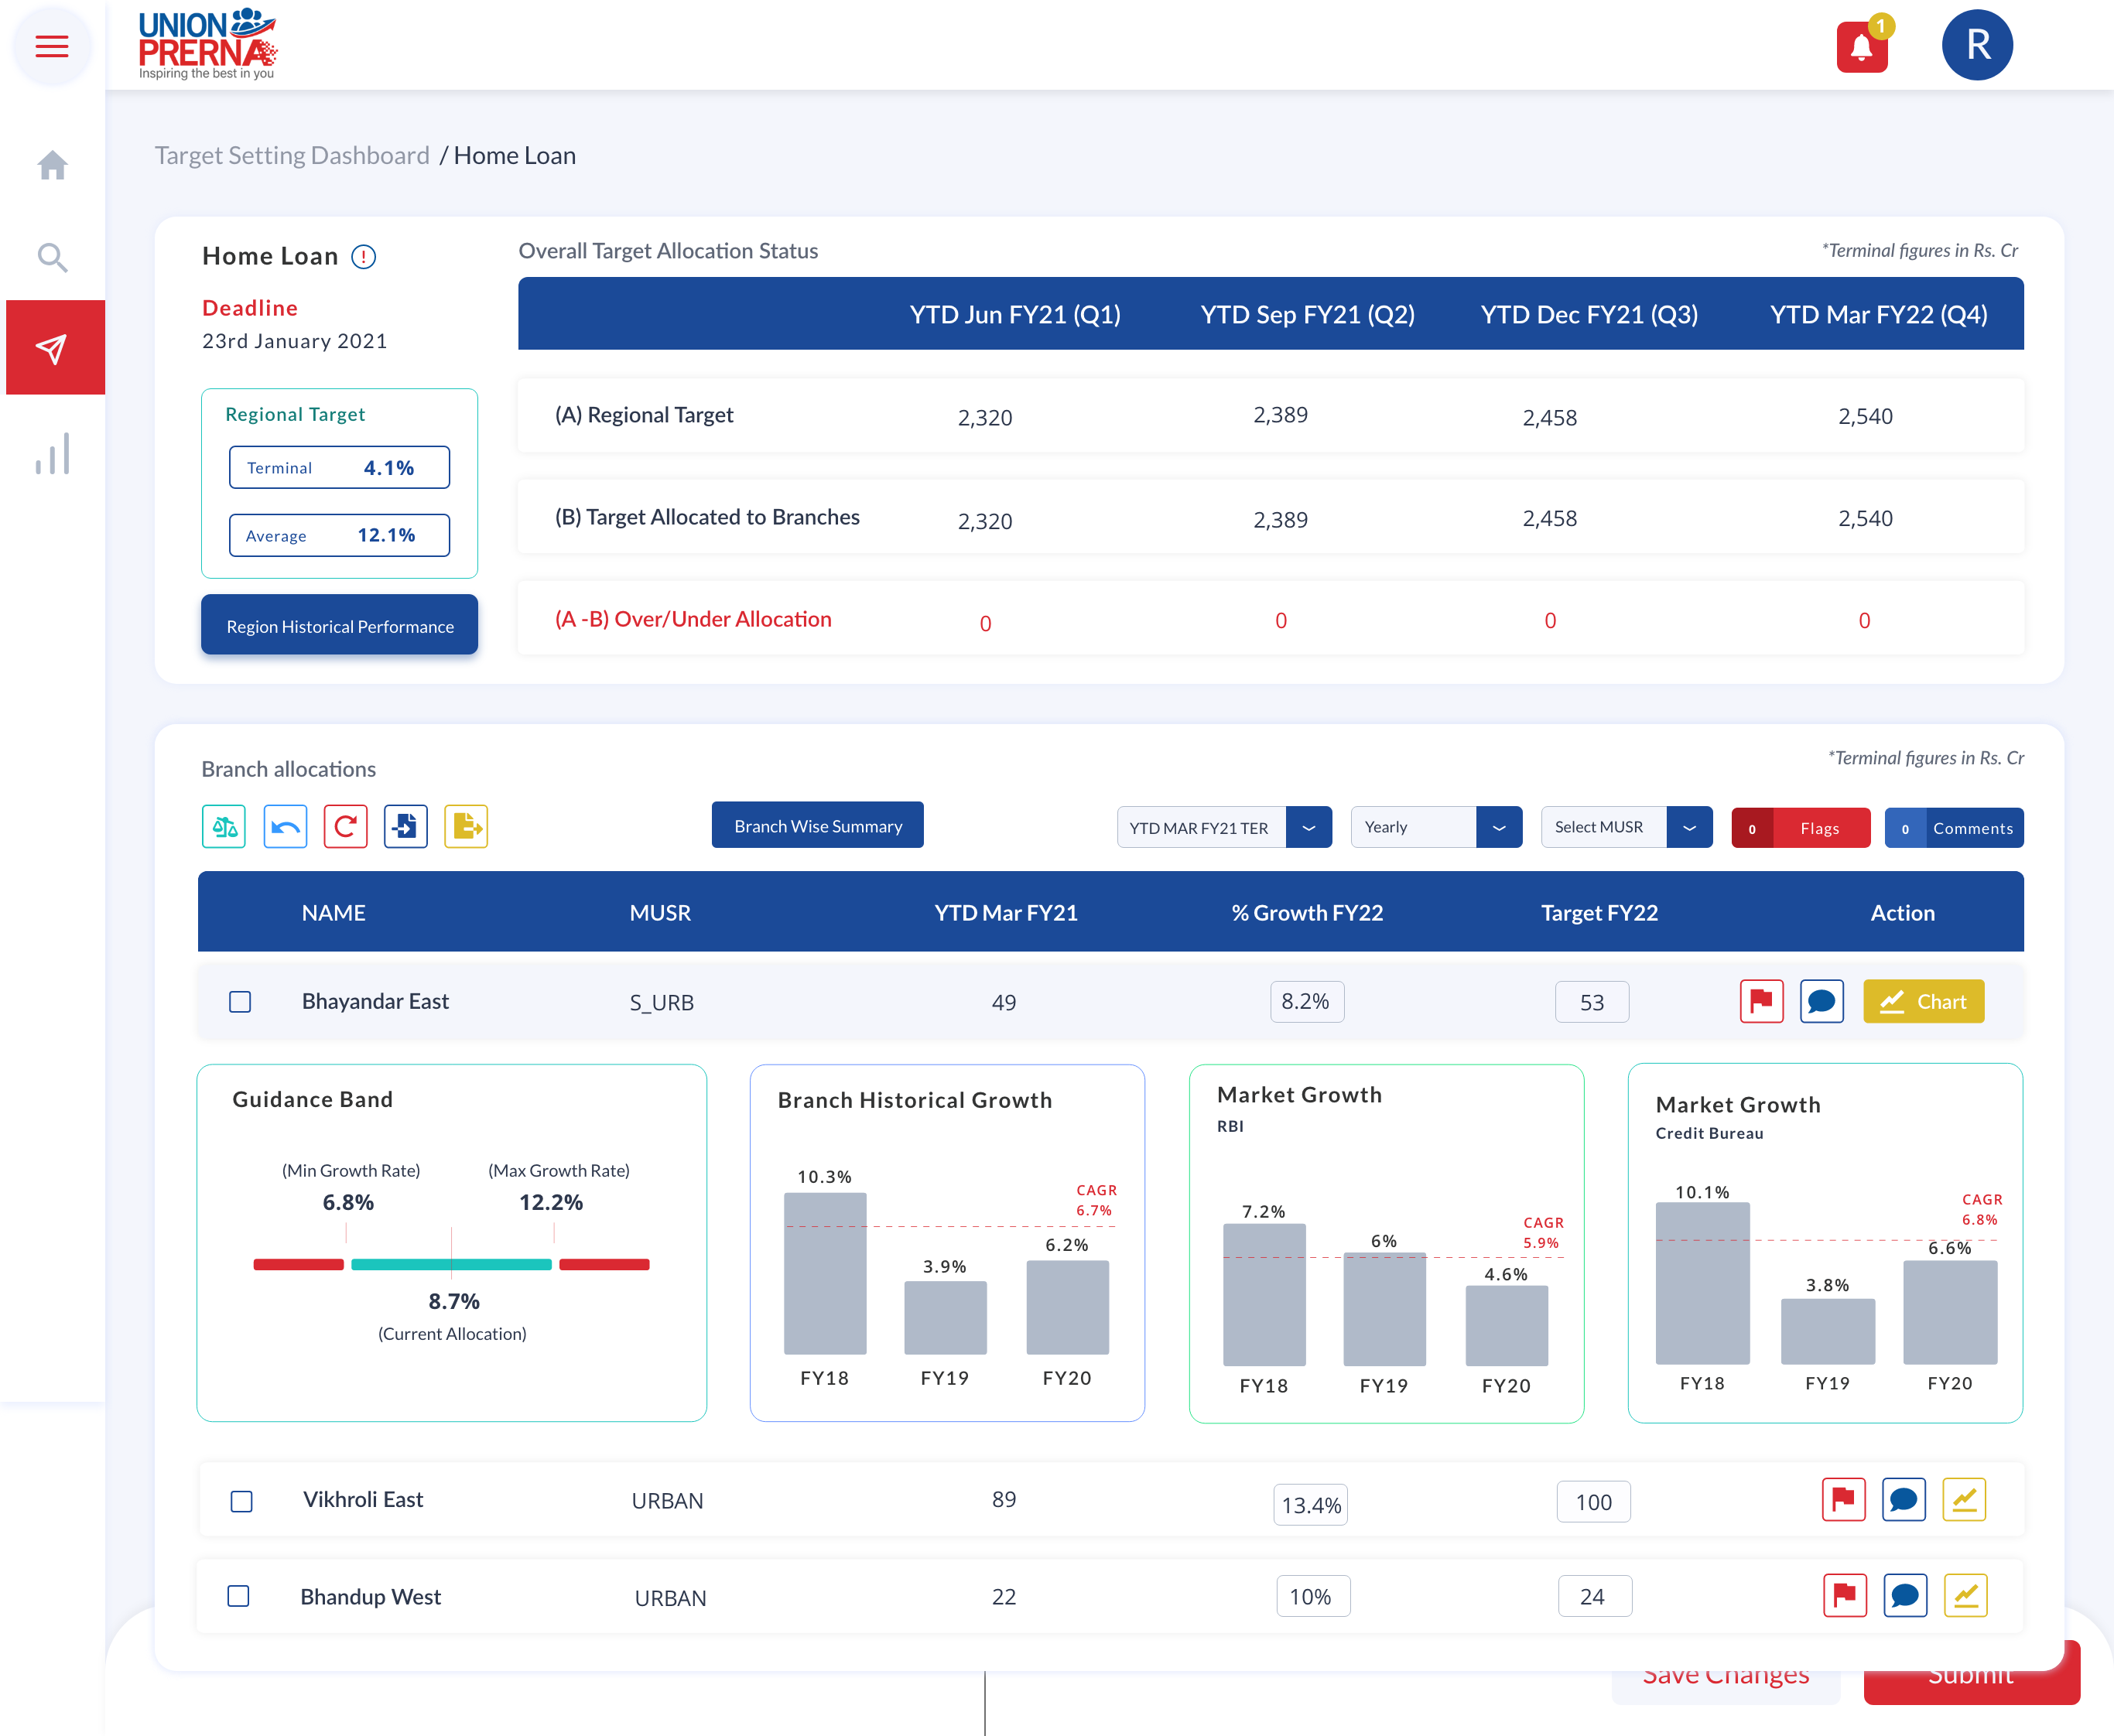 UNION
PRERNA
Inspiring the best in you
1
R
Target Setting Dashboard / Home Loan
Home Loan !
Deadline
23rd January 2021
Regional Target
Terminal 4.1%
Average 12.1%
Region Historical Performance
Overall Target Allocation Status
*Terminal figures in Rs. Cr
YTD Jun FY21 (Q1) YTD Sep FY21 (Q2) YTD Dec FY21 (Q3) YTD Mar FY22 (Q4)
(A) Regional Target 2,320 2,389 2,458 2,540
(B) Target Allocated to Branches 2,320 2,389 2,458 2,540
(A -B) Over/Under Allocation 0 0 0 0
Branch allocations
*Terminal figures in Rs. Cr
Branch Wise Summary
YTD MAR FY21 TER
Yearly
Select MUSR
0 Flags
0 Comments
NAME MUSR YTD Mar FY21 % Growth FY22 Target FY22 Action
Bhayandar East S_URB 49 8.2% 53 Chart
Guidance Band
(Min Growth Rate) (Max Growth Rate)
6.8% 12.2%
8.7%
(Current Allocation)
Branch Historical Growth
10.3%
CAGR
6.7%
3.9%
6.2%
FY18 FY19 FY20
Market Growth
RBI
7.2%
6%
CAGR
5.9%
4.6%
FY18 FY19 FY20
Market Growth
Credit Bureau
10.1%
CAGR
6.8%
6.6%
3.8%
FY18 FY19 FY20
Vikhroli East URBAN 89 13.4% 100
Bhandup West URBAN 22 10% 24
Save Changes
Submit